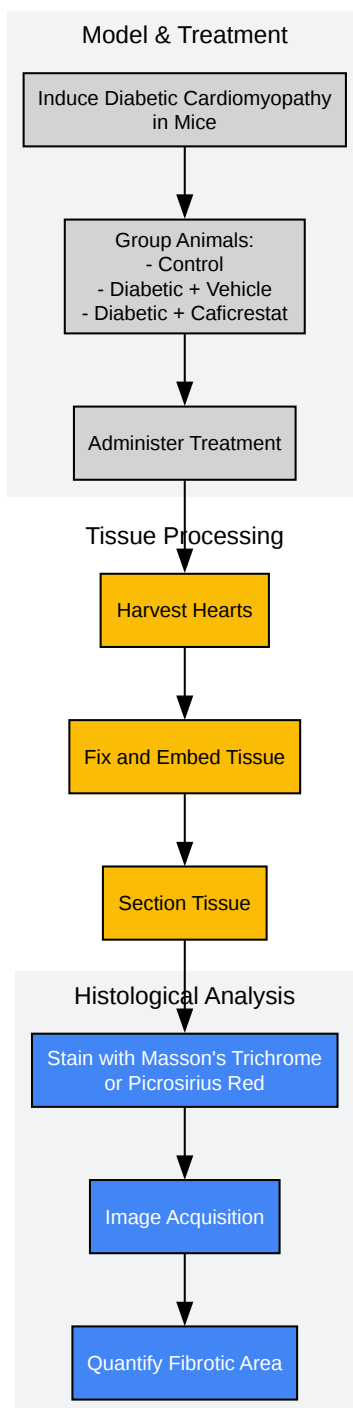 Model & Treatment
Induce Diabetic Cardiomyopathy
in Mice
Group Animals:
- Control
- Diabetic + Vehicle
- Diabetic + Caficrestat
Administer Treatment
Tissue Processing
Harvest Hearts
Fix and Embed Tissue
Section Tissue
Histological Analysis
Stain with Masson's Trichrome
or Picrosirius Red
Image Acquisition
Quantify Fibrotic Area